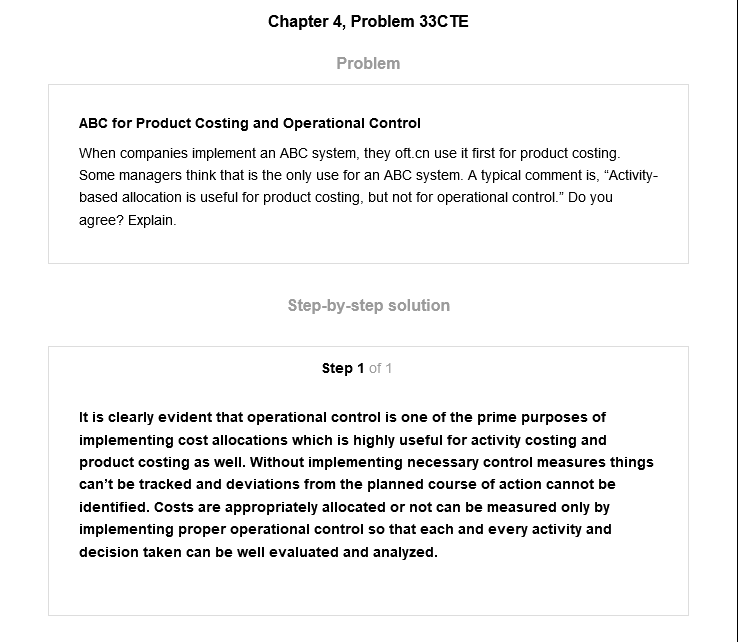 Chapter 4, Problem 33CTE
Problem
ABC for Product Costing and Operational Control
When companies implement an ABC system, they oft.cn use it first for product costing.
Some managers think that is the only use for an ABC system. A typical comment is, “Activity-
based allocation is useful for product costing, but not for operational control.” Do you
agree? Explain.
Step-by-step solution
Step 1 of 1
It is clearly evident that operational control is one of the prime purposes of
implementing cost allocations which is highly useful for activity costing and
product costing as well. Without implementing necessary control measures things
can’t be tracked and deviations from the planned course of action cannot be
identified. Costs are appropriately allocated or not can be measured only by
implementing proper operational control so that each and every activity and
decision taken can be well evaluated and analyzed.